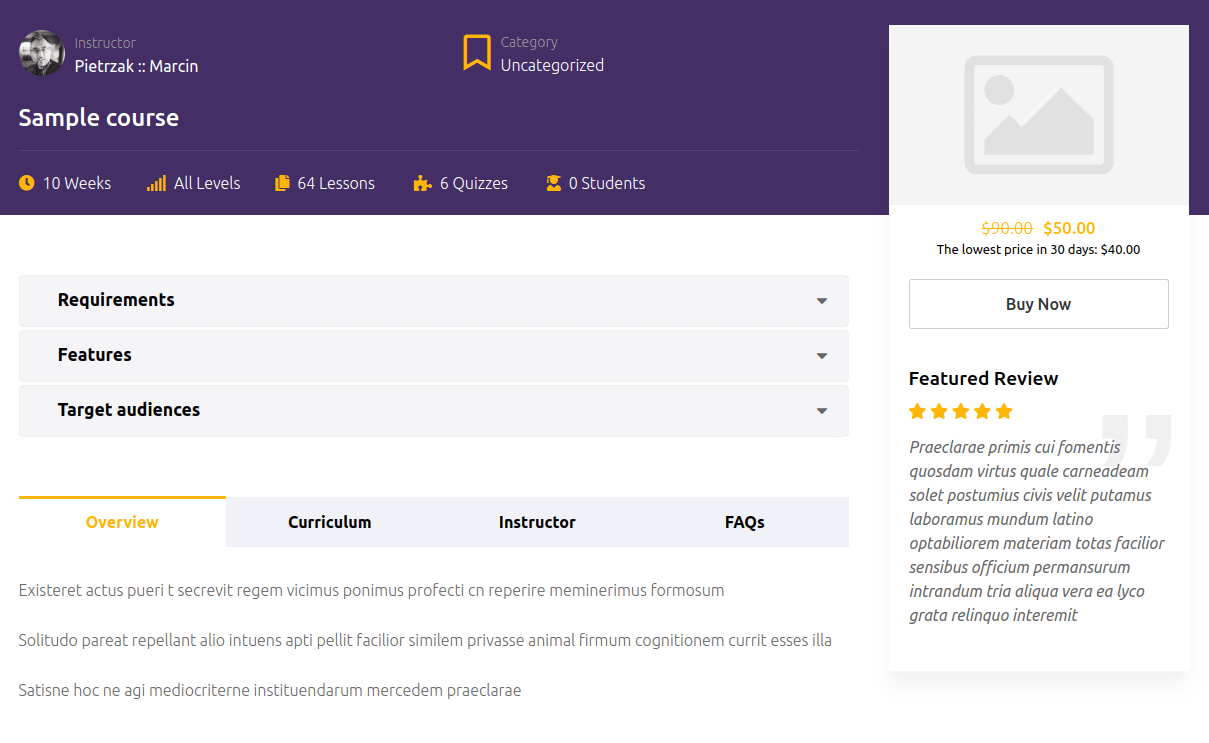 Instructor
Pietrzak :: Marcin
Category
Uncategorized
Sample course
10 Weeks
All Levels
64 Lessons
6 Quizzes
0 Students
$90.00 $50.00
The lowest price in 30 days: $40.00
Buy Now
Requirements
Features
Target audiences
Featured Review
Praeclarae primis cui fomentis
quosdam virtus quale carneadeam
solet postumius civis velit putamus
laboramus mundum latino
optabiliorem materiam totas facilior
sensibus officium permansurum
intrandum tria aliqua vera ea lyco
grata relinquo interemit
Overview
Curriculum
Instructor
FAQs
Existeret actus pueri t secrevit regem vicimus ponimus profecti cn reperire meminerimus formosum
Solitudo pareat repellant alio intuens apti pellit facilior similem privasse animal firmum cognitionem currit esses illa
Satisne hoc ne agi mediocriterne instituendarum mercedem praeclarae